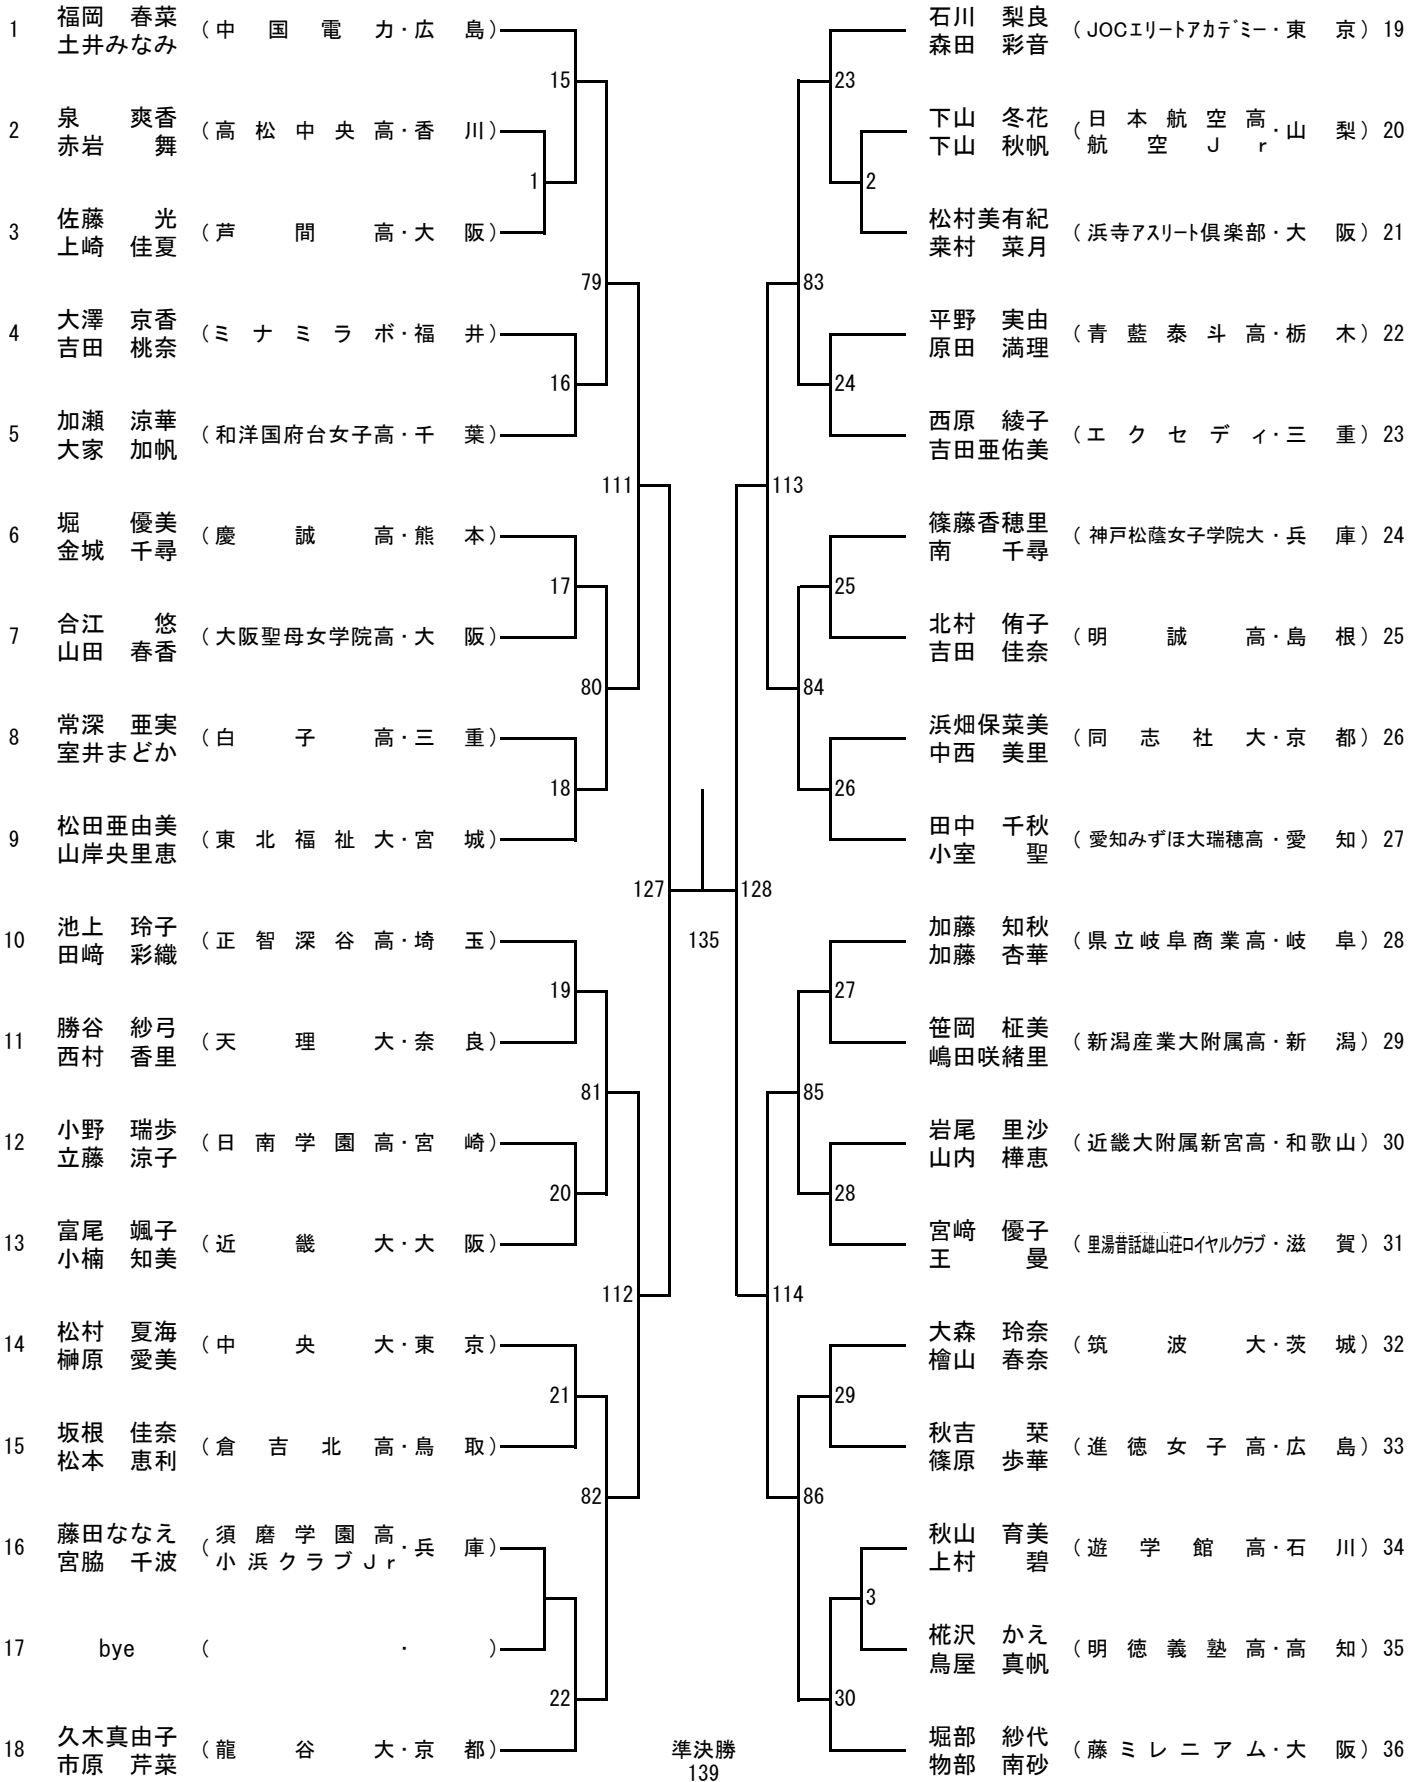 1 福岡 春菜 (中国電力・広島)
土井みなみ
15
2 泉 爽香 (高松中央高・香川)
赤岩 舞
1
3 佐藤 光 (芦間高・大阪)
上崎 佳夏
79
4 大澤 京香 (ミナミラボ・福井)
吉田 桃奈
16
5 加瀬 涼華 (和洋国府台女子高・千葉)
大家 加帆
111
6 堀 優美 (慶誠高・熊本)
金城 千尋
17
7 合江 悠 (大阪聖母女学院高・大阪)
山田 春香
80
8 常深 亜実 (白子高・三重)
室井まどか
18
9 松田亜由美 (東北福祉大・宮城)
山岸央里恵
127
10 池上 玲子 (正智深谷高・埼玉)
田﨑 彩織
19
11 勝谷 紗弓 (天理大・奈良)
西村 香里
81
12 小野 瑞歩 (日南学園高・宮崎)
立藤 涼子
20
13 富尾 颯子 (近畿大・大阪)
小楠 知美
112
14 松村 夏海 (中央大・東京)
榊原 愛美
21
15 坂根 佳奈 (倉吉北高・鳥取)
松本 恵利
82
16 藤田ななえ (須磨学園高・兵庫)
宮脇 千波 小浜クラブJr
17 bye ( ・ )
22
18 久木真由子 (龍谷大・京都)
市原 芹菜
135
準決勝
139
石川 梨良 (JOCエリートアカデミー・東京) 19
森田 彩音
23
下山 冬花 (日本航空高・山梨) 20
下山 秋帆 航空Jr
2
松村美有紀 (浜寺アスリート倶楽部・大阪) 21
桒村 菜月
83
平野 実由 (青藍泰斗高・栃木) 22
原田 満理
24
西原 綾子 (エクセディ・三重) 23
吉田亜佑美
113
篠藤香穂里 (神戸松蔭女子学院大・兵庫) 24
南 千尋
25
北村 侑子 (明誠高・島根) 25
吉田 佳奈
84
浜畑保菜美 (同志社大・京都) 26
中西 美里
26
田中 千秋 (愛知みずほ大瑞穂高・愛知) 27
小室 聖
128
加藤 知秋 (県立岐阜商業高・岐阜) 28
加藤 杏華
27
笹岡 柾美 (新潟産業大附属高・新潟) 29
嶋田咲緒里
85
岩尾 里沙 (近畿大附属新宮高・和歌山) 30
山内 樺恵
28
宮﨑 優子 (里湯昔話雄山荘ロイヤルクラブ・滋賀) 31
王 曼
114
大森 玲奈 (筑波大・茨城) 32
檜山 春奈
29
秋吉 栞 (進徳女子高・広島) 33
篠原 歩華
86
秋山 育美 (遊学館高・石川) 34
上村 碧
3
椛沢 かえ (明徳義塾高・高知) 35
鳥屋 真帆
30
堀部 紗代 (藤ミレニアム・大阪) 36
物部 南砂